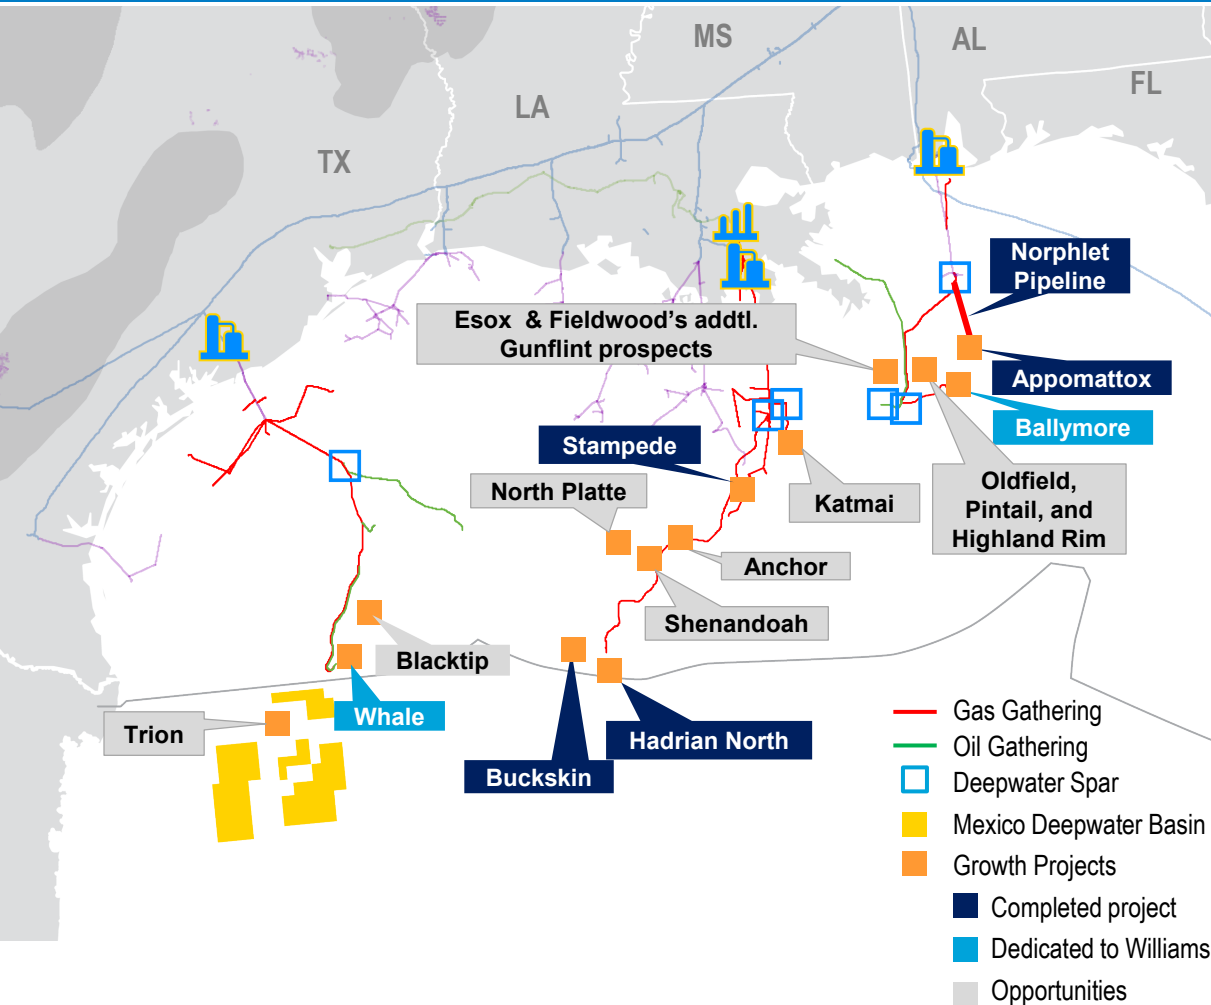 MS
AL
FL
LA
TX
Norphlet
Pipeline
Esox & Fieldwood's addtl.
Gunflint prospects
Appomattox
Ballymore
Stampede
North Platte
Katmai
Oldfield,
Pintail, and
Highland Rim
Anchor
Shenandoah
Blacktip
Whale
Trion
Hadrian North
Buckskin
Gas Gathering
Oil Gathering
Deepwater Spar
Mexico Deepwater Basin
Growth Projects
Completed project
Dedicated to Williams
Opportunities